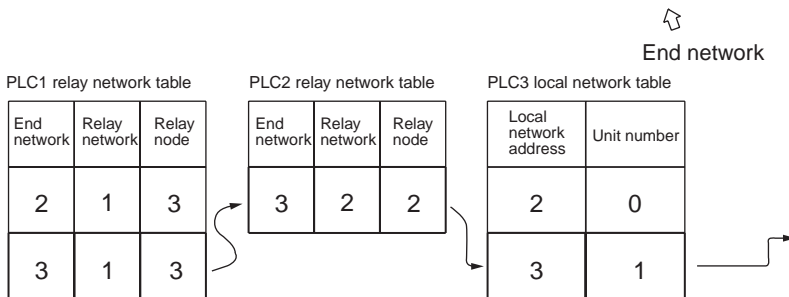 End network
PLC1 relay network table
End network
Relay network
Relay node
2 1 3
3 1 3
PLC2 relay network table
End network
Relay network
Relay node
3 2 2
PLC3 local network table
Local network address
Unit number
2 0
3 1